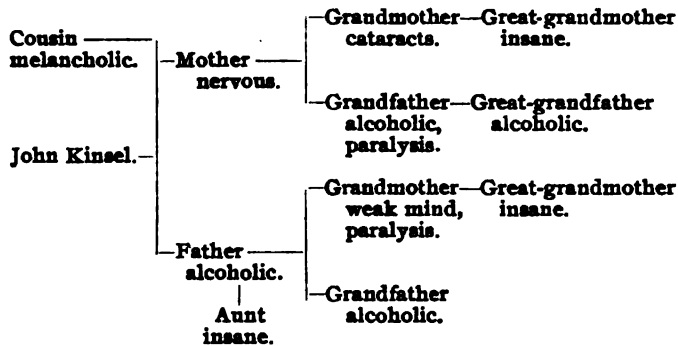 Grandmother—Great-grandmother
cataracts. insane.
Cousin
melancholic.
Mother
nervous.
Grandfather—Great-grandfather
alcoholic, alcoholic.
paralysis.
John Kinsel.
Grandmother—Great-grandmother
weak mind, insane.
paralysis.
Father
alcoholic.
Grandfather
alcoholic.
Aunt
insane.